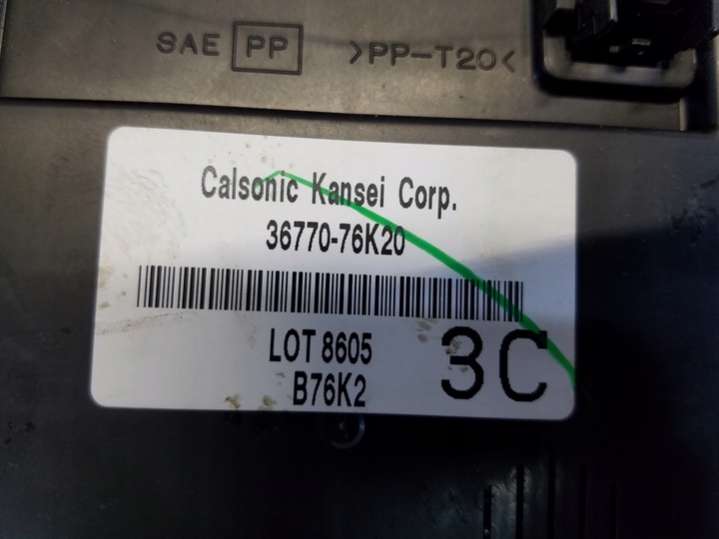 SAE PP >PP-T20<
Calsonic Kansei Corp.
36770-76K20
LOT 8605
B76K2
3C